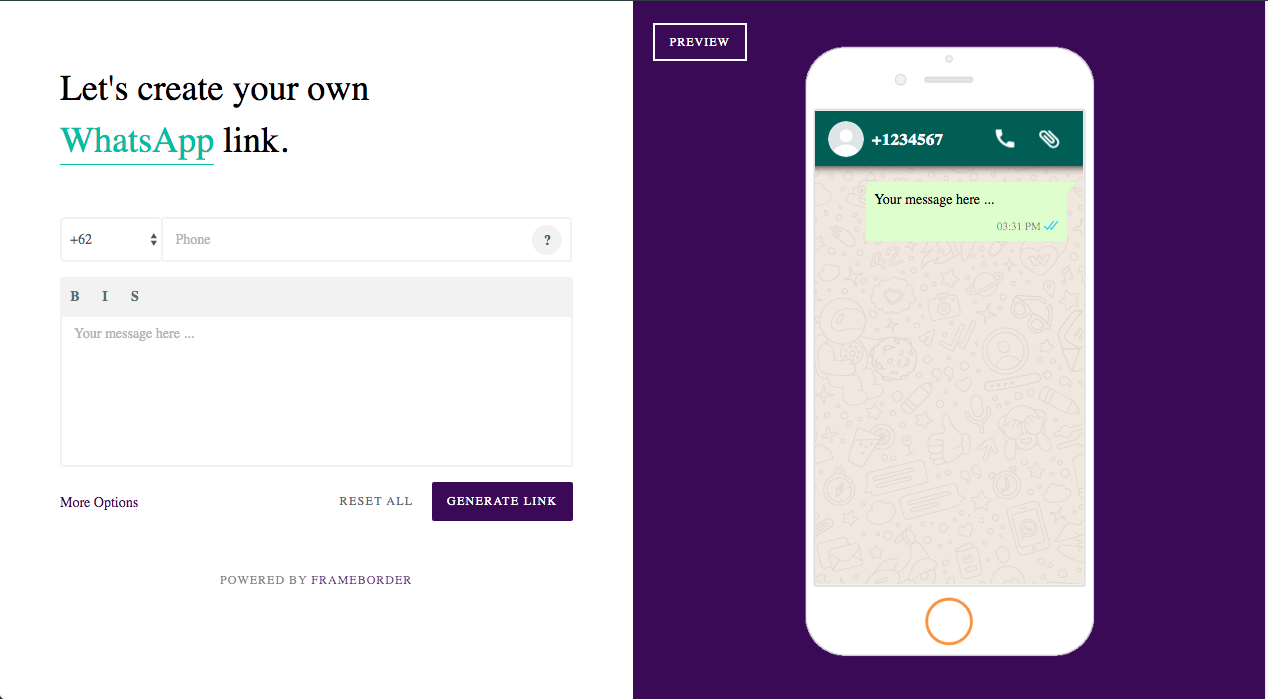 Let's create your own
WhatsApp link.
+62
Phone
?
B I S
Your message here ...
More Options
RESET ALL
GENERATE LINK
POWERED BY FRAMEBORDER
PREVIEW
+1234567
Your message here ...
03:31 PM